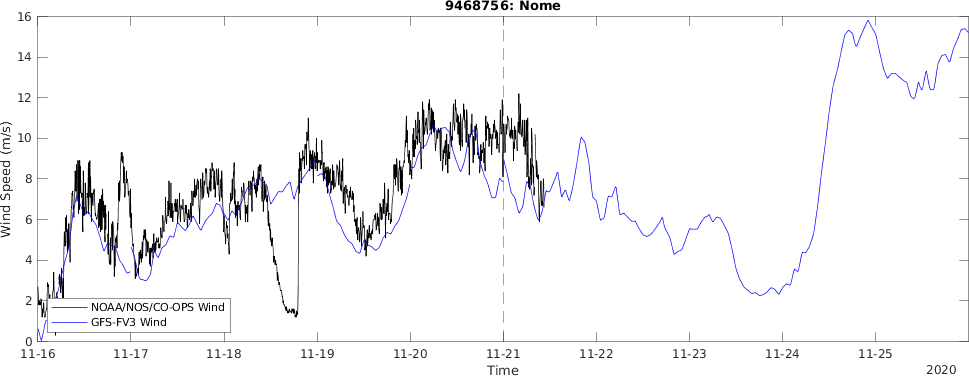 9468756: Nome
16
14
12
10
8
6
4
2
0
Wind Speed (m/s)
NOAA/NOS/CO-OPS Wind
GFS-FV3 Wind
11-16 11-17 11-18 11-19 11-20 11-21 11-22 11-23 11-24 11-25
Time
2020